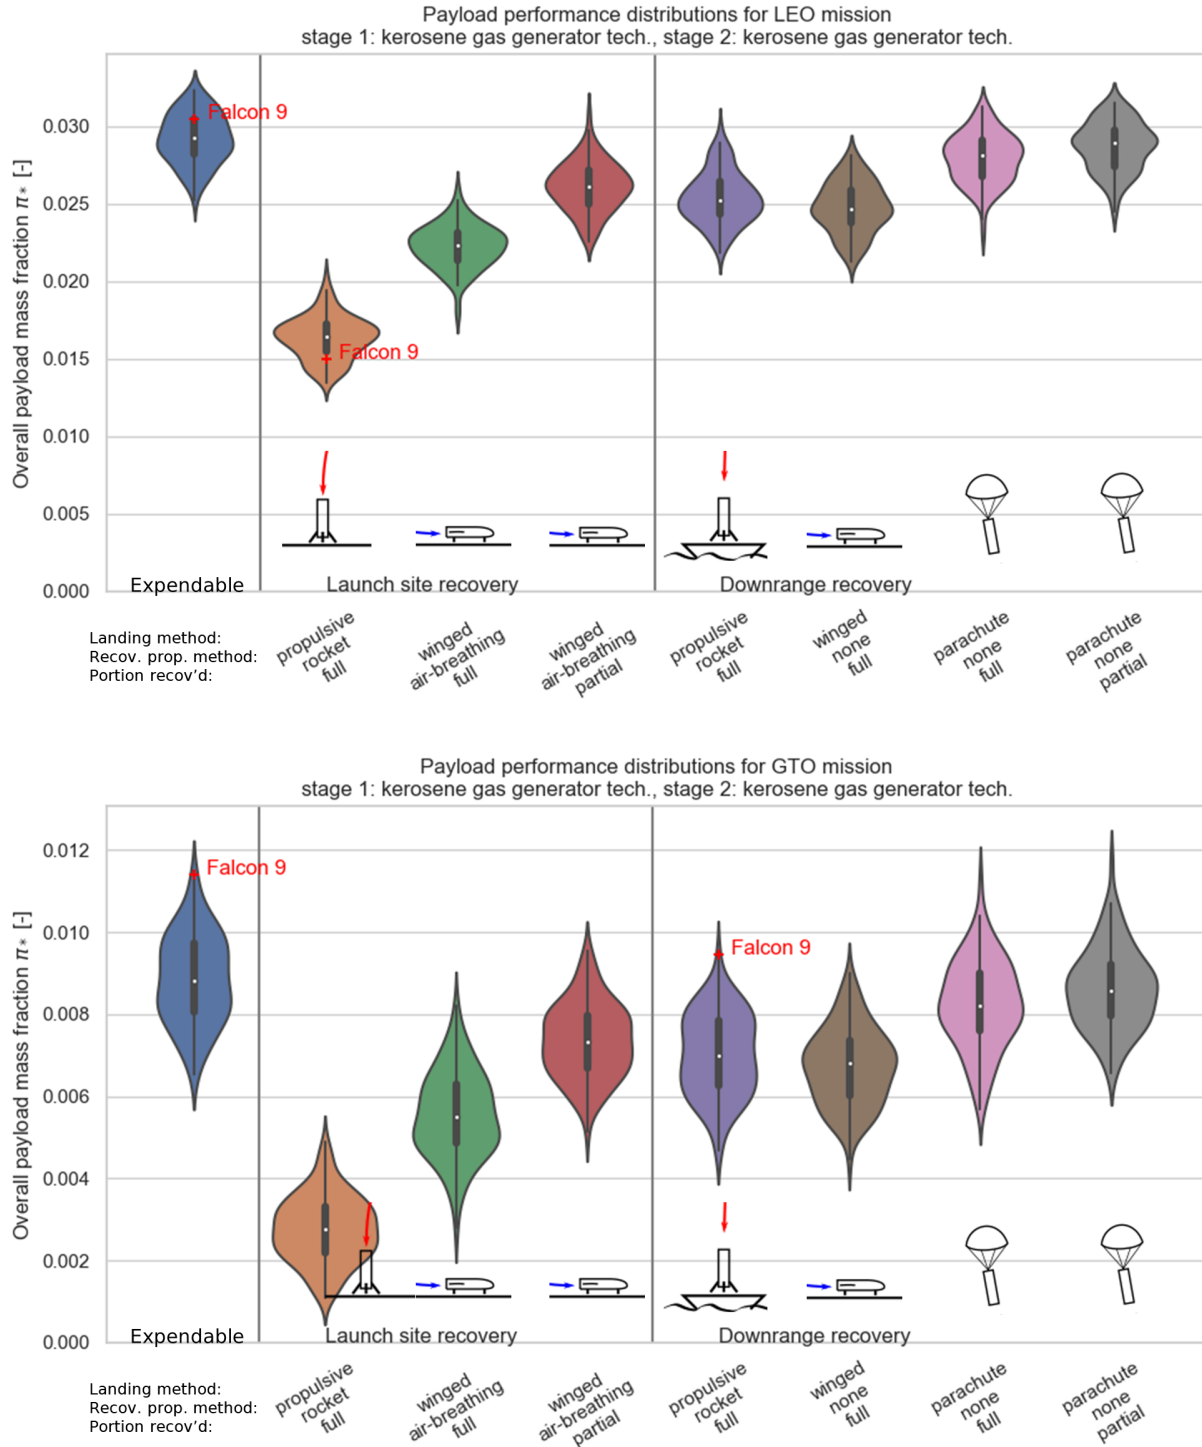 Payload performance distributions for LEO mission
stage 1: kerosene gas generator tech., stage 2: kerosene gas generator tech.
Overall payload mass fraction π* [-]
0.030
0.025
0.020
0.015
0.010
0.005
0.000
Falcon 9
Falcon 9
Expendable
Launch site recovery
Downrange recovery
Landing method:
Recov. prop. method:
Portion recov’d:
propulsive
rocket
full
winged
air-breathing
full
winged
air-breathing
partial
propulsive
rocket
full
winged
none
full
parachute
none
full
parachute
none
partial
Payload performance distributions for GTO mission
stage 1: kerosene gas generator tech., stage 2: kerosene gas generator tech.
Overall payload mass fraction π* [-]
0.012
0.010
0.008
0.006
0.004
0.002
0.000
Falcon 9
Falcon 9
Expendable
Launch site recovery
Downrange recovery
Landing method:
Recov. prop. method:
Portion recov’d:
propulsive
rocket
full
winged
air-breathing
full
winged
air-breathing
partial
propulsive
rocket
full
winged
none
full
parachute
none
full
parachute
none
partial